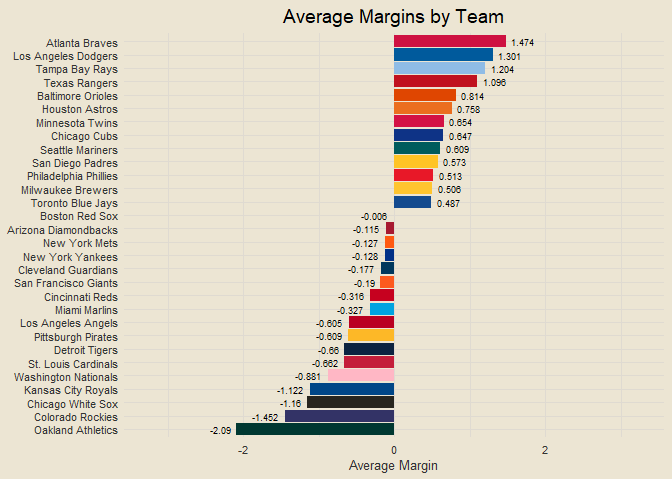 Average Margins by Team
Atlanta Braves 1.474
Los Angeles Dodgers 1.301
Tampa Bay Rays 1.204
Texas Rangers 1.096
Baltimore Orioles 0.814
Houston Astros 0.758
Minnesota Twins 0.654
Chicago Cubs 0.647
Seattle Mariners 0.609
San Diego Padres 0.573
Philadelphia Phillies 0.513
Milwaukee Brewers 0.506
Toronto Blue Jays 0.487
Boston Red Sox -0.006
Arizona Diamondbacks -0.115
New York Mets -0.127
New York Yankees -0.128
Cleveland Guardians -0.177
San Francisco Giants -0.19
Cincinnati Reds -0.316
Miami Marlins -0.327
Los Angeles Angels -0.605
Pittsburgh Pirates -0.609
Detroit Tigers -0.66
St. Louis Cardinals -0.662
Washington Nationals -0.881
Kansas City Royals -1.122
Chicago White Sox -1.16
Colorado Rockies -1.452
Oakland Athletics -2.09
-2 0 2
Average Margin